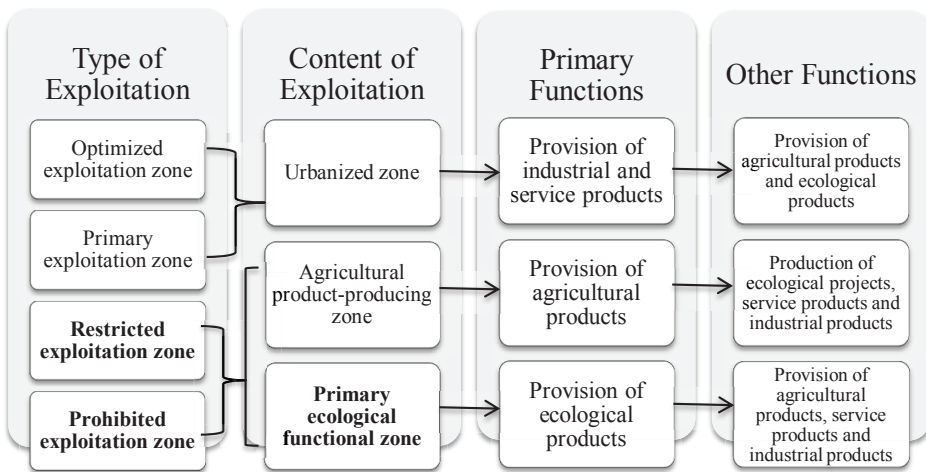 Type of
Exploitation
Optimized
exploitation zone
Primary
exploitation zone
Restricted
exploitation zone
Prohibited
exploitation zone
Content of
Exploitation
Urbanized zone
Agricultural
product-producing
zone
Primary
ecological
functional zone
Primary
Functions
Provision of
industrial and
service products
Provision of
agricultural
products
Provision of
ecological
products
Other Functions
Provision of
agricultural products
and ecological
products
Production of
ecological projects,
service products and
industrial products
Provision of
agricultural
products, service
products and
industrial products